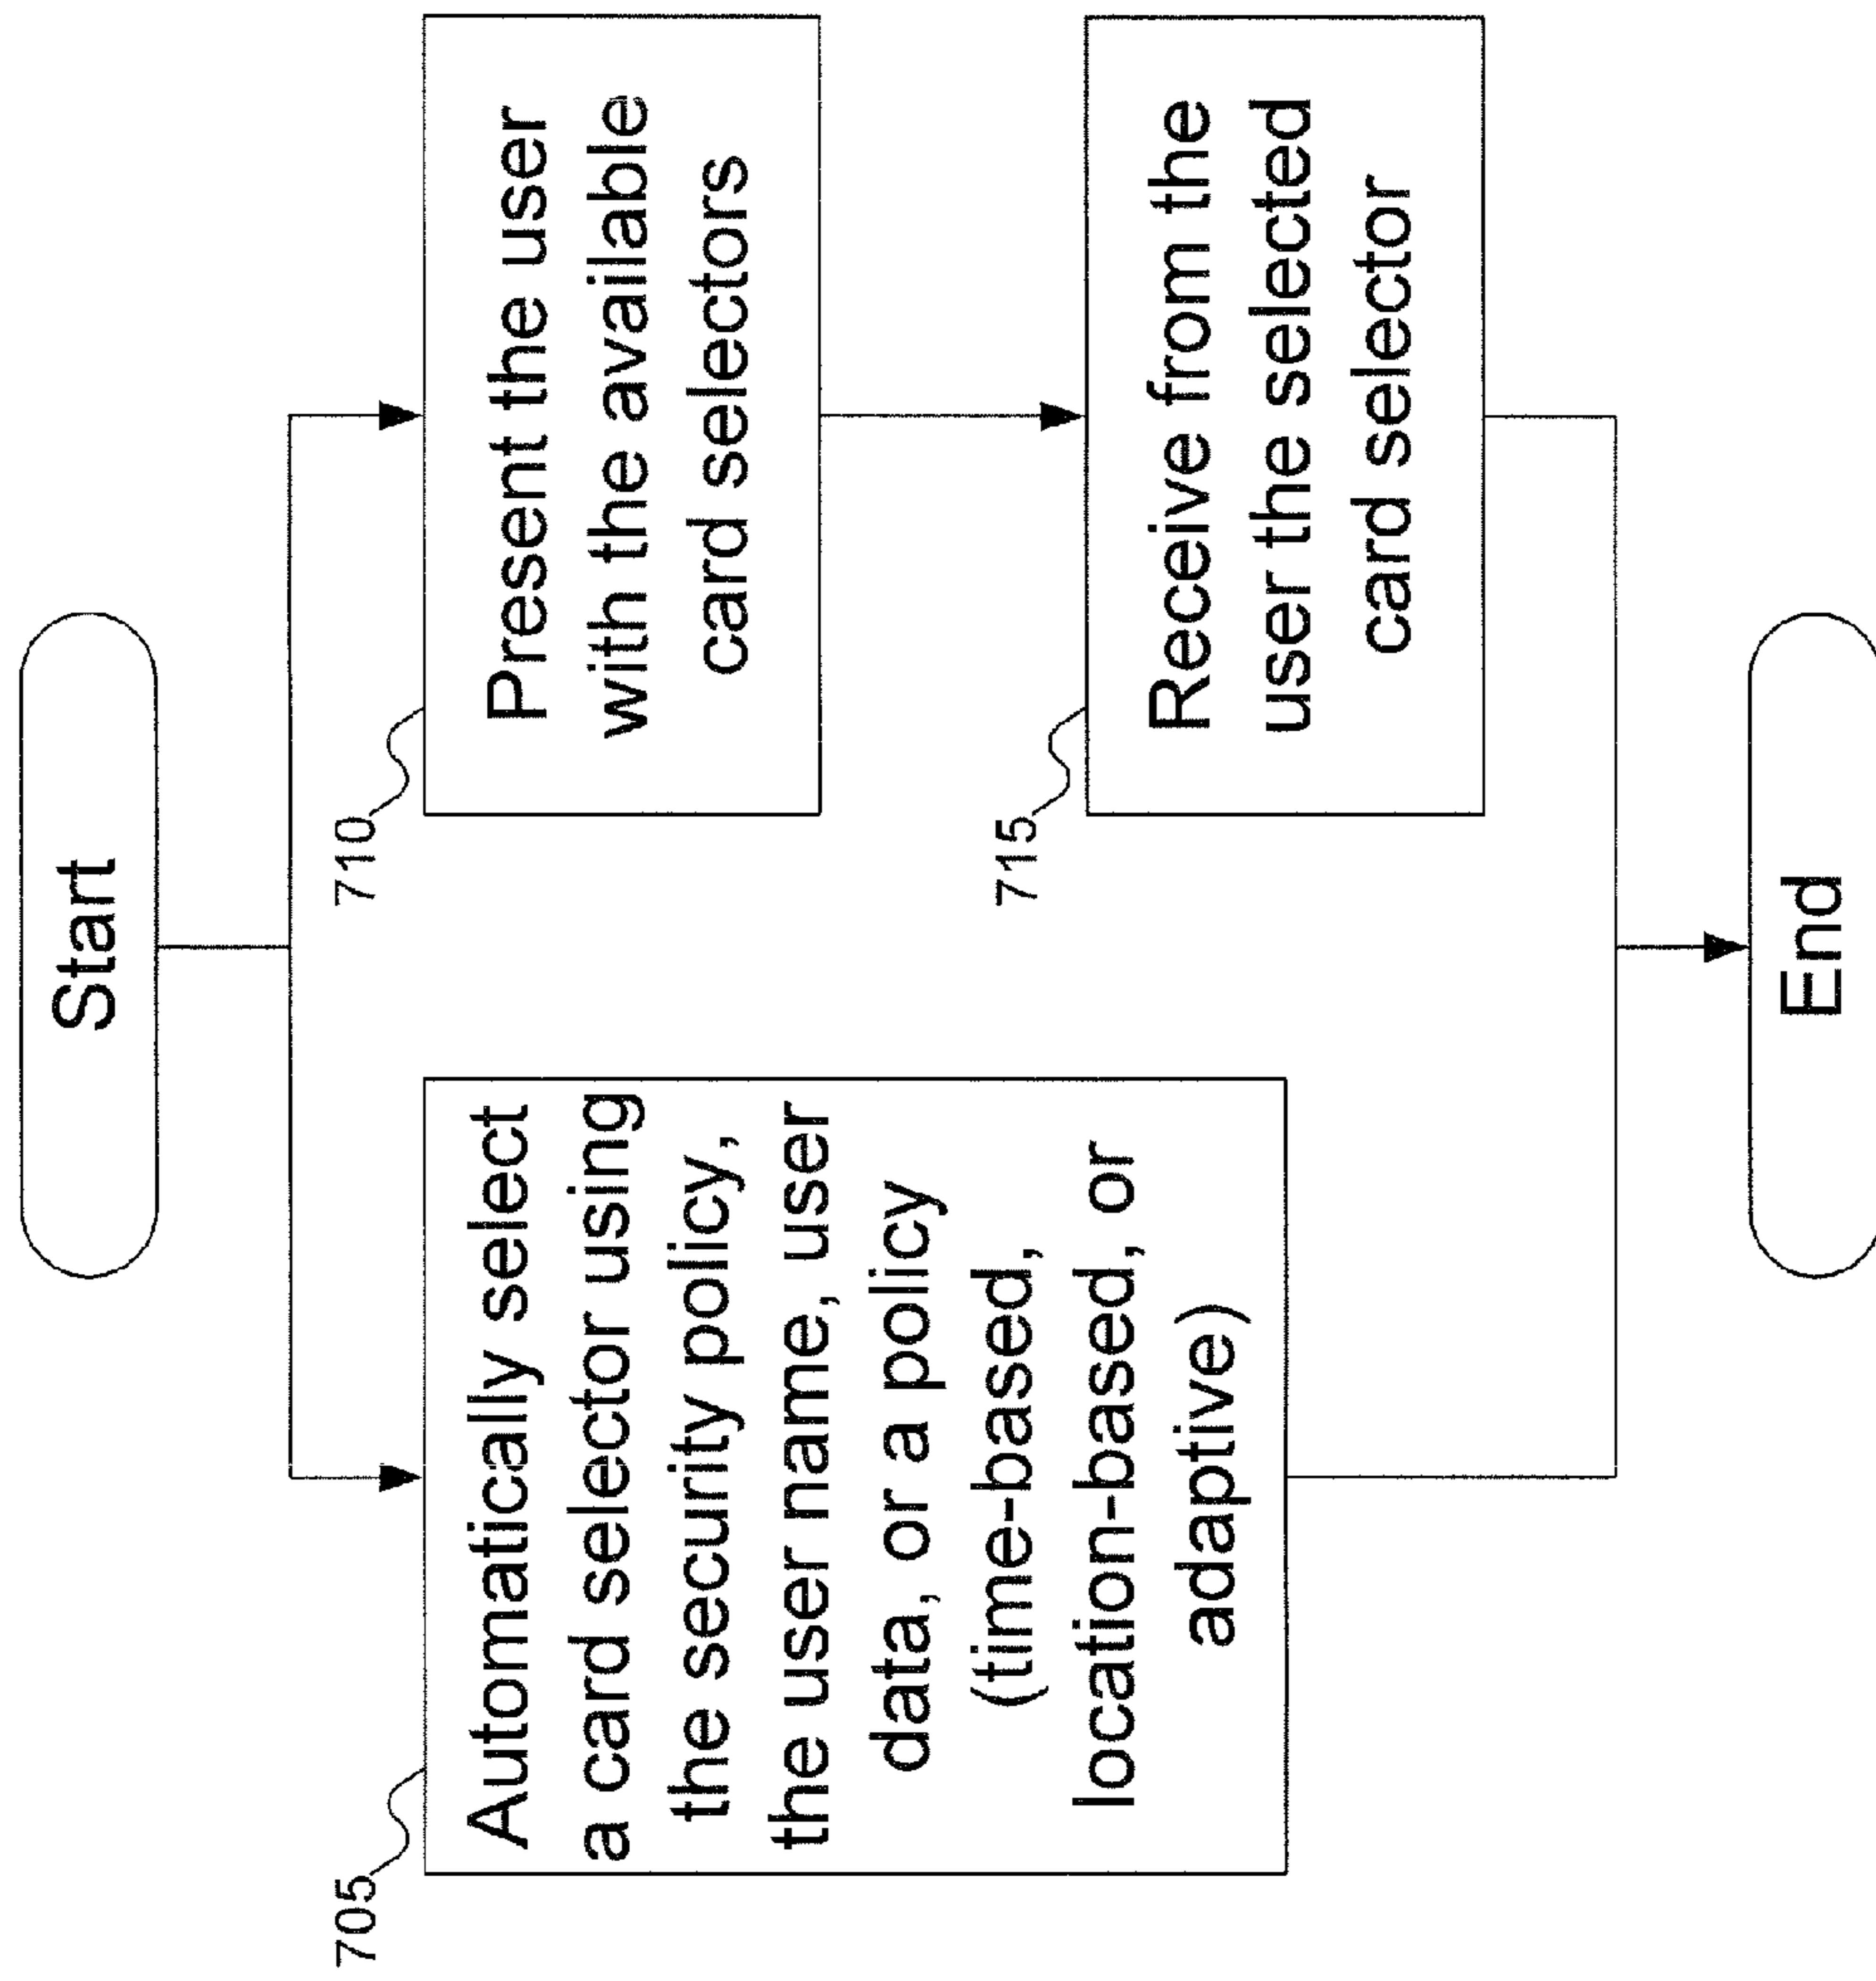 Start
705
Automatically select
a card selector using
the security policy,
the user name, user
data, or a policy
(time-based,
location-based, or
adaptive)
710
Present the user
with the available
card selectors
715
Receive from the
user the selected
card selector
End